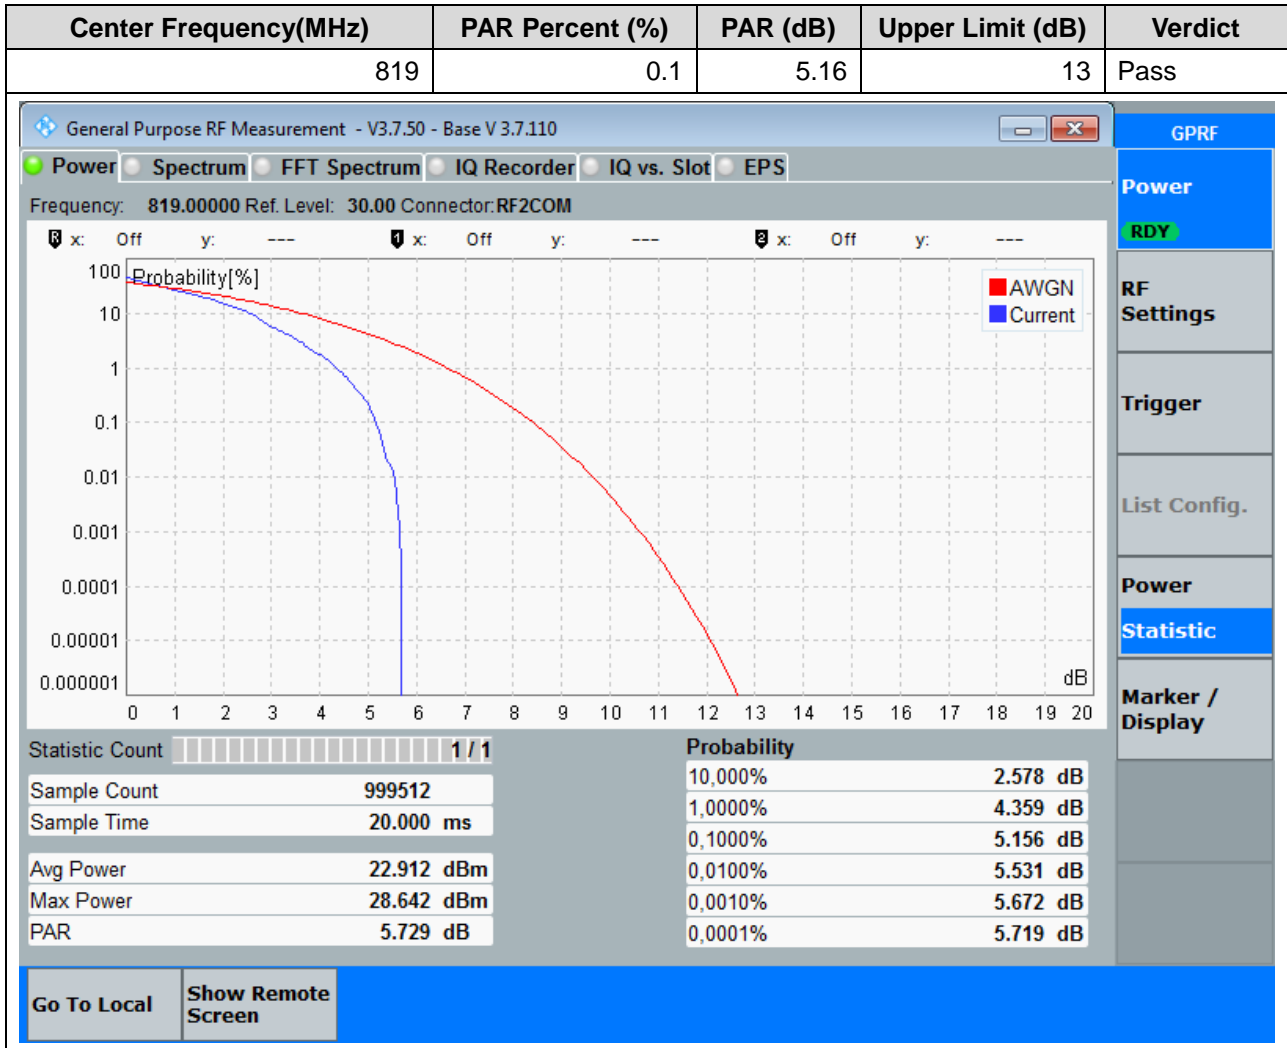 Center Frequency(MHz) PAR Percent (%) PAR (dB) Upper Limit (dB) Verdict
819 0.1 5.16 13 Pass
General Purpose RF Measurement - V3.7.50 - Base V 3.7.110
GPRF
Power Spectrum FFT Spectrum IQ Recorder IQ vs. Slot EPS
Frequency: 819.00000 Ref. Level: 30.00 Connector:RF2COM
R x: Off y: --- 1 x: Off y: --- 2 x: Off y: ---
Probability[%]
100
10
1
0.1
0.01
0.001
0.0001
0.00001
0.000001
AWGN
Current
dB
0 1 2 3 4 5 6 7 8 9 10 11 12 13 14 15 16 17 18 19 20
Statistic Count 1 / 1
Sample Count 999512
Sample Time 20.000 ms
Avg Power 22.912 dBm
Max Power 28.642 dBm
PAR 5.729 dB
Probability
10,000% 2.578 dB
1,0000% 4.359 dB
0,1000% 5.156 dB
0,0100% 5.531 dB
0,0010% 5.672 dB
0,0001% 5.719 dB
Power
RDY
RF
Settings
Trigger
List Config.
Power
Statistic
Marker /
Display
Go To Local
Show Remote
Screen